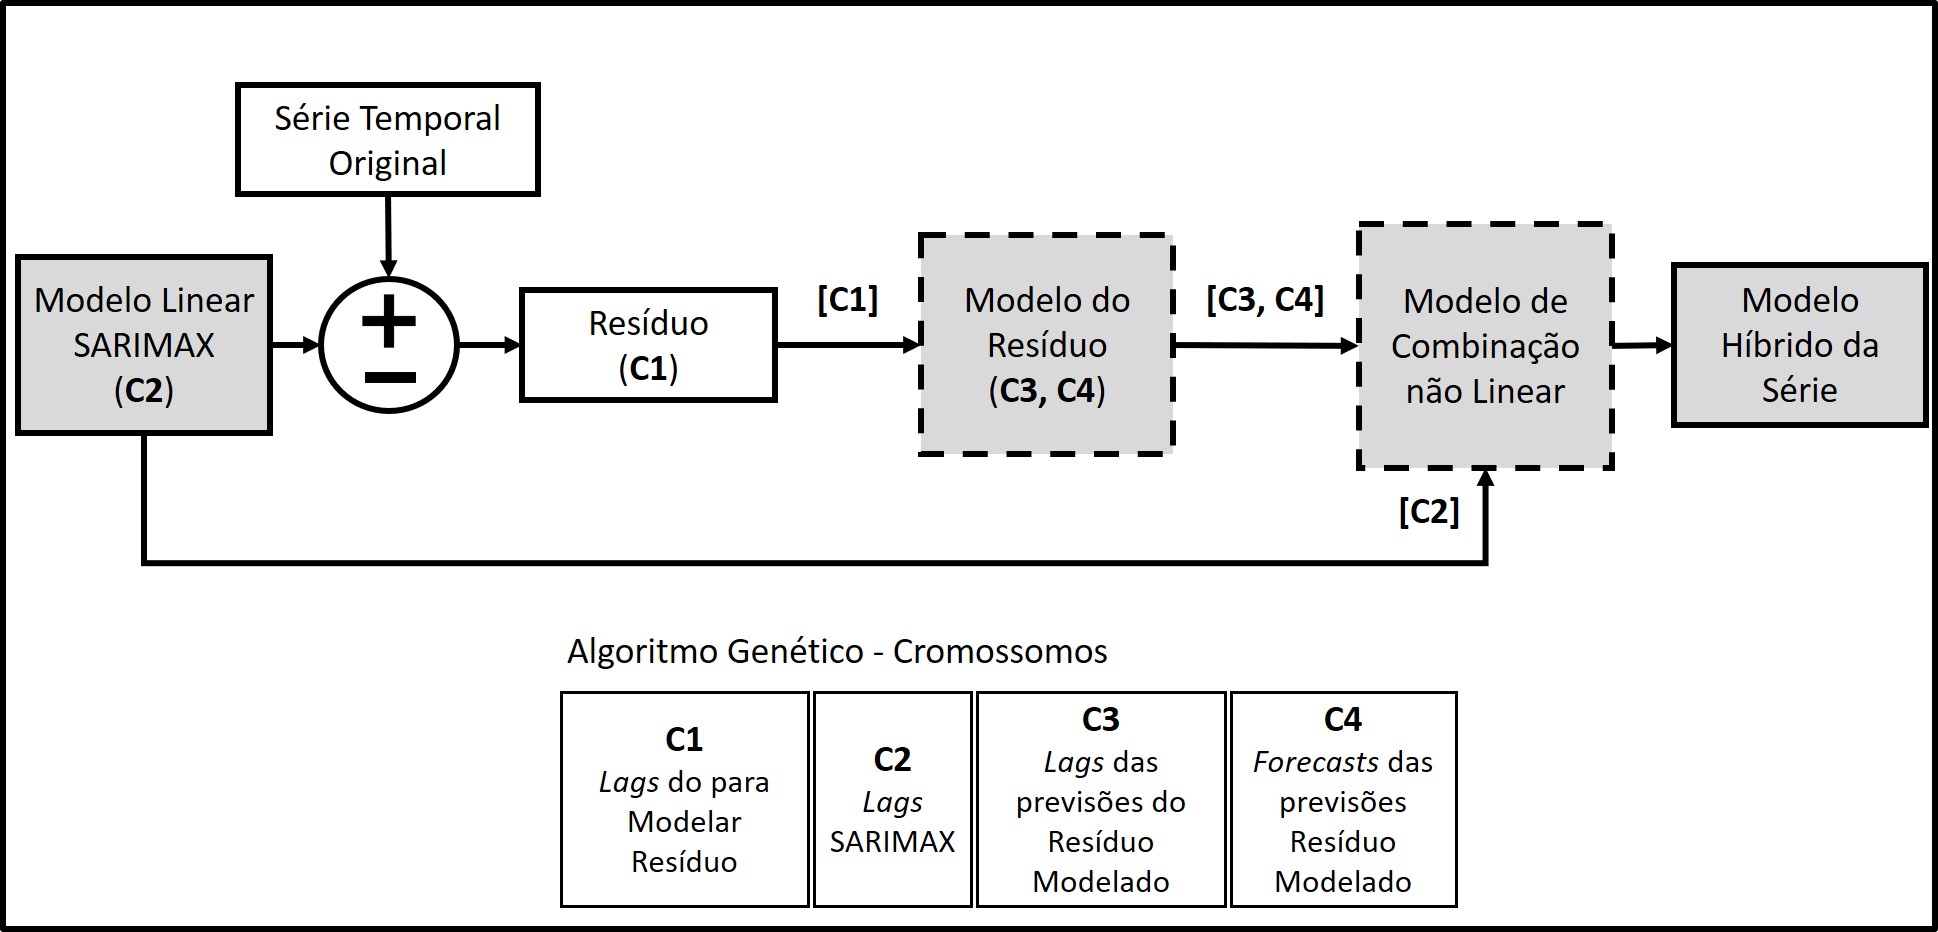 Série Temporal
Original
Modelo Linear
SARIMAX
(C2)
+
−
Resíduo
(C1)
[C1]
Modelo do
Resíduo
(C3, C4)
[C3, C4]
Modelo de
Combinação
não Linear
[C2]
Modelo
Híbrido da
Série
Algoritmo Genético - Cromossomos
C1
Lags do para
Modelar
Resíduo
C2
Lags
SARIMAX
C3
Lags das
previsões do
Resíduo
Modelado
C4
Forecasts das
previsões
Resíduo
Modelado